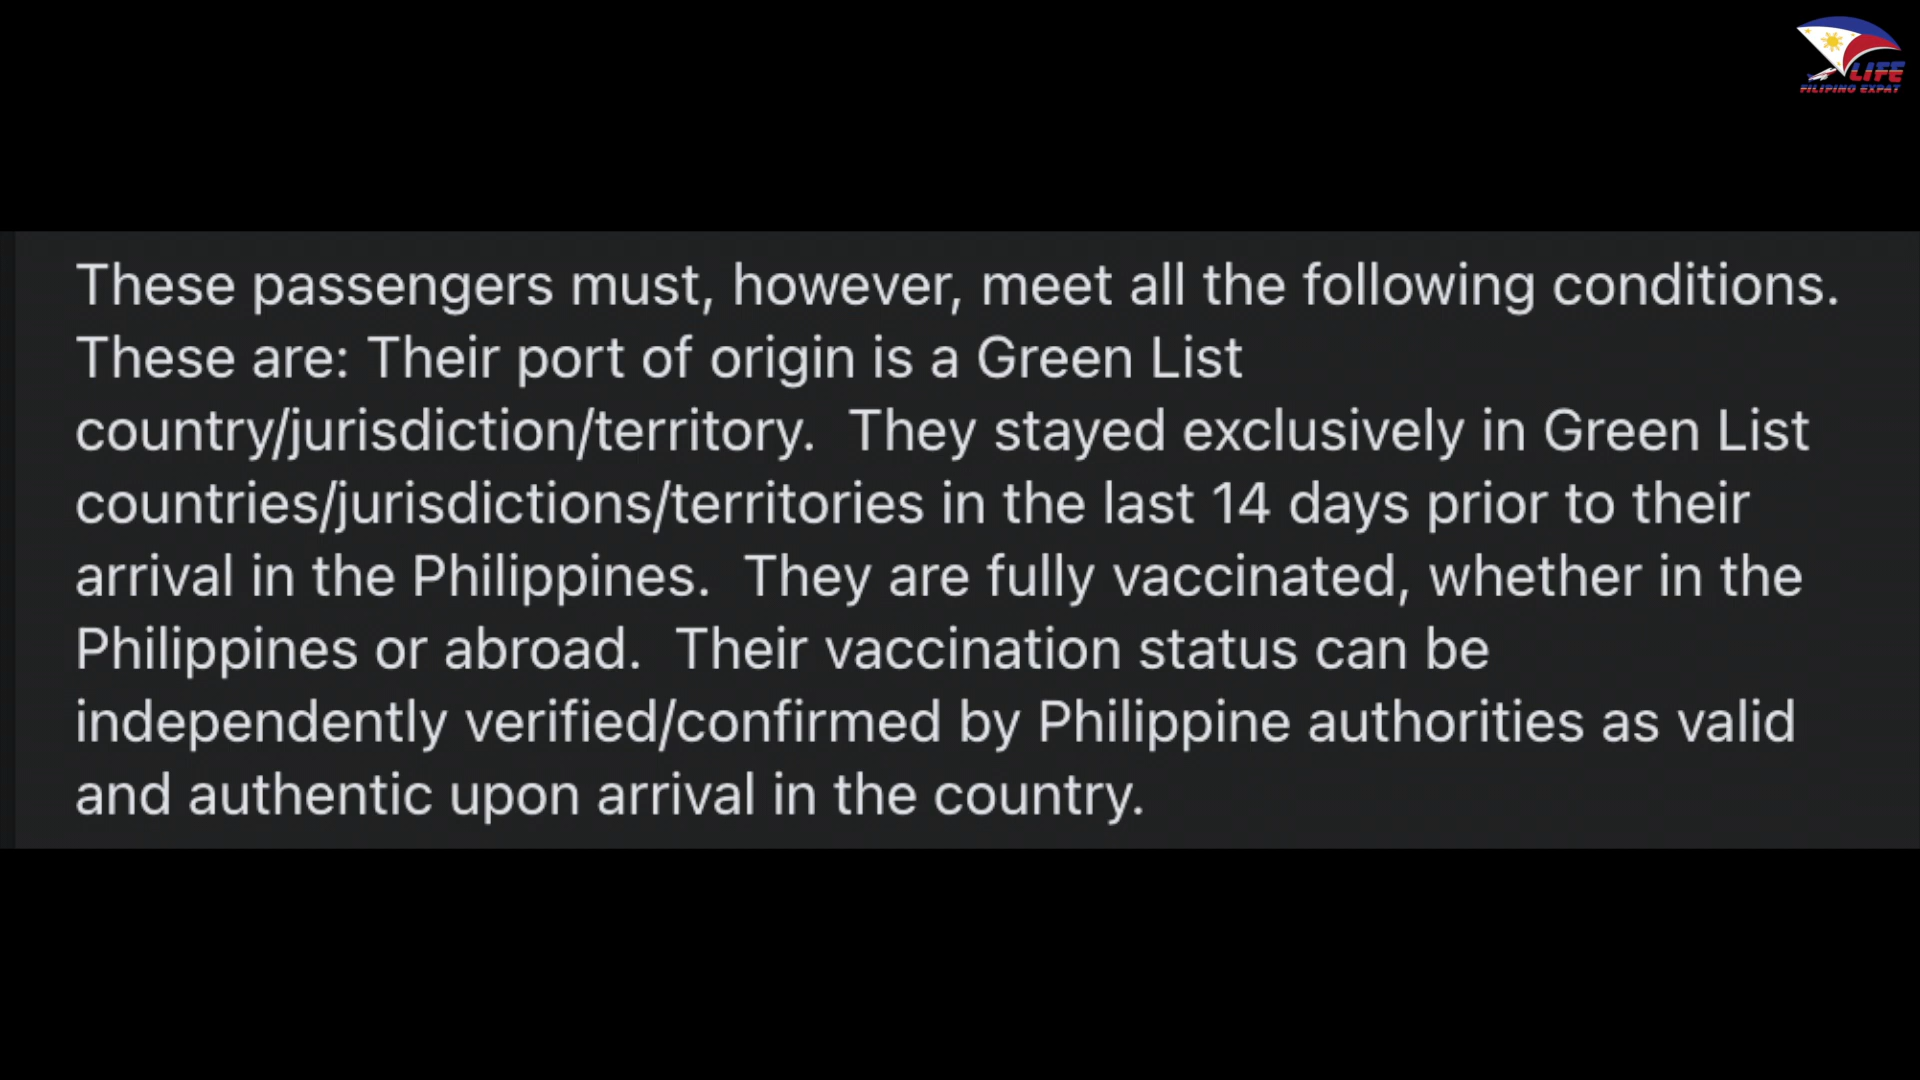 LIFE
FILIPINO EXPAT
These passengers must, however, meet all the following conditions.
These are: Their port of origin is a Green List
country/jurisdiction/territory.  They stayed exclusively in Green List
countries/jurisdictions/territories in the last 14 days prior to their
arrival in the Philippines.  They are fully vaccinated, whether in the
Philippines or abroad.  Their vaccination status can be
independently verified/confirmed by Philippine authorities as valid
and authentic upon arrival in the country.